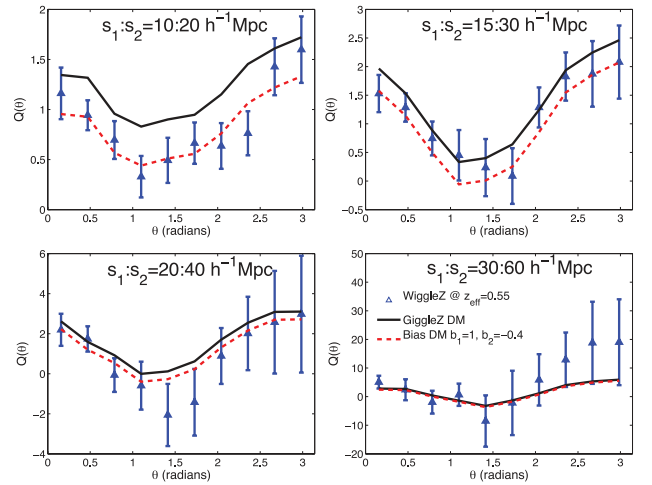 s₁:s₂=10:20 h⁻¹Mpc
2
1.5
1
0.5
0
Q(θ)
0 0.5 1 1.5 2 2.5 3
θ (radians)
s₁:s₂=15:30 h⁻¹Mpc
3
2.5
2
1.5
1
0.5
0
−0.5
Q(θ)
0 0.5 1 1.5 2 2.5 3
θ (radians)
s₁:s₂=20:40 h⁻¹Mpc
6
4
2
0
−2
−4
Q(θ)
0 0.5 1 1.5 2 2.5 3
θ (radians)
s₁:s₂=30:60 h⁻¹Mpc
WiggleZ @ z_eff=0.55
GiggleZ DM
Bias DM b₁=1, b₂=−0.4
50
40
30
20
10
0
−10
−20
Q(θ)
0 0.5 1 1.5 2 2.5 3
θ (radians)